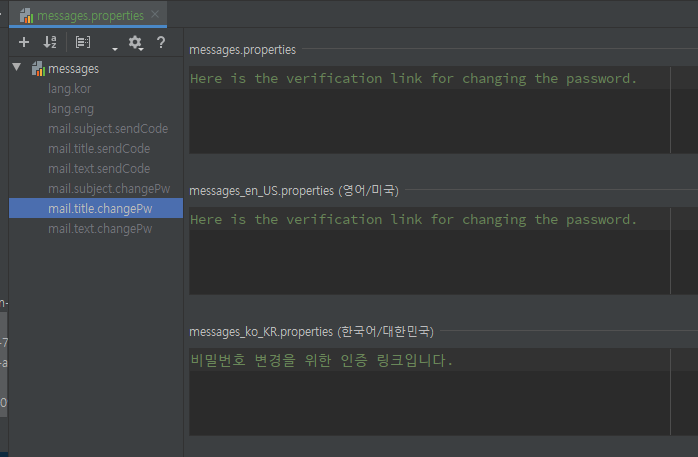 messages.properties
messages
lang.kor
lang.eng
mail.subject.sendCode
mail.title.sendCode
mail.text.sendCode
mail.subject.changePw
mail.title.changePw
mail.text.changePw
messages.properties
Here is the verification link for changing the password.
messages_en_US.properties (영어/미국)
Here is the verification link for changing the password.
messages_ko_KR.properties (한국어/대한민국)
비밀번호 변경을 위한 인증 링크입니다.